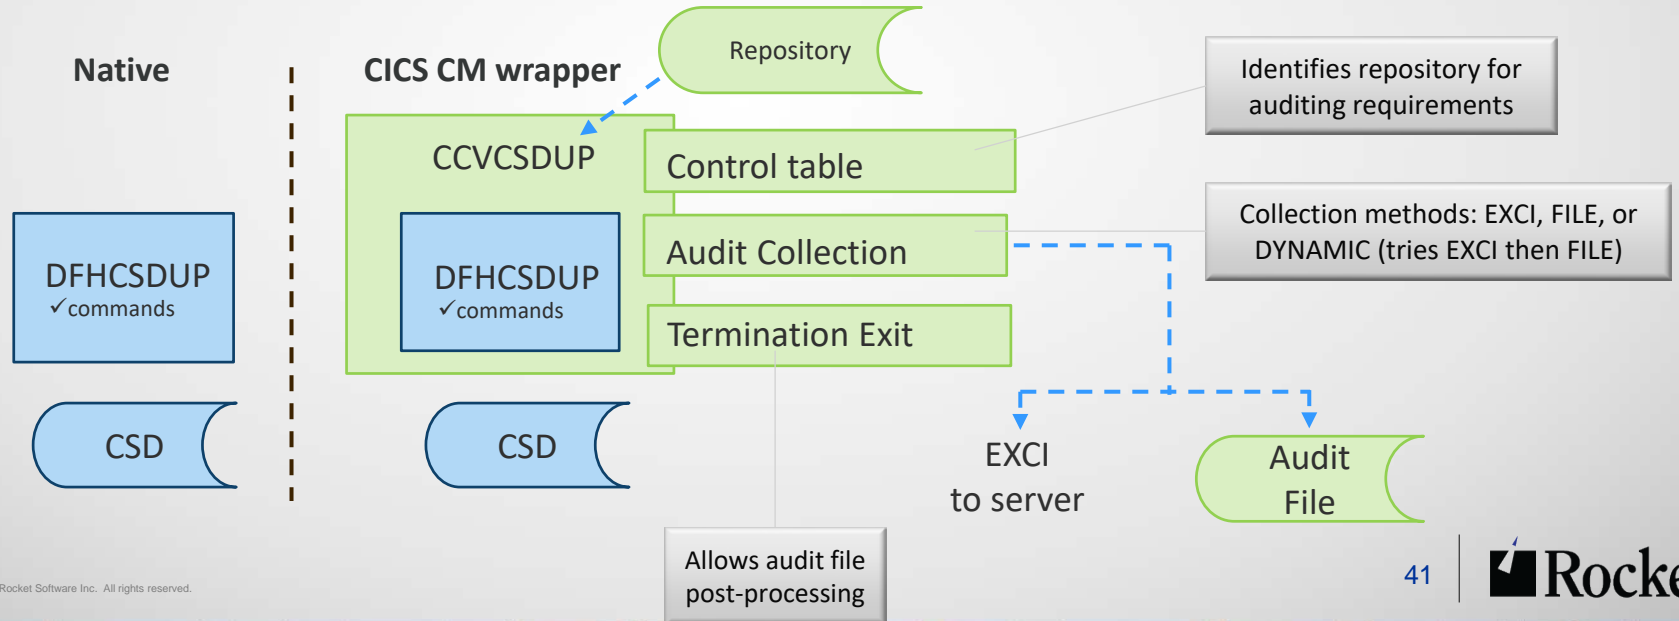 Native
CICS CM wrapper
Repository
Identifies repository for
auditing requirements
CCVCSDUP
Control table
Collection methods: EXCI, FILE, or
DYNAMIC (tries EXCI then FILE)
DFHCSDUP
✓commands
DFHCSDUP
✓commands
Audit Collection
Termination Exit
CSD
CSD
EXCI
to server
Audit
File
Allows audit file
post-processing
Rocket Software Inc. All rights reserved.
41
Rocke